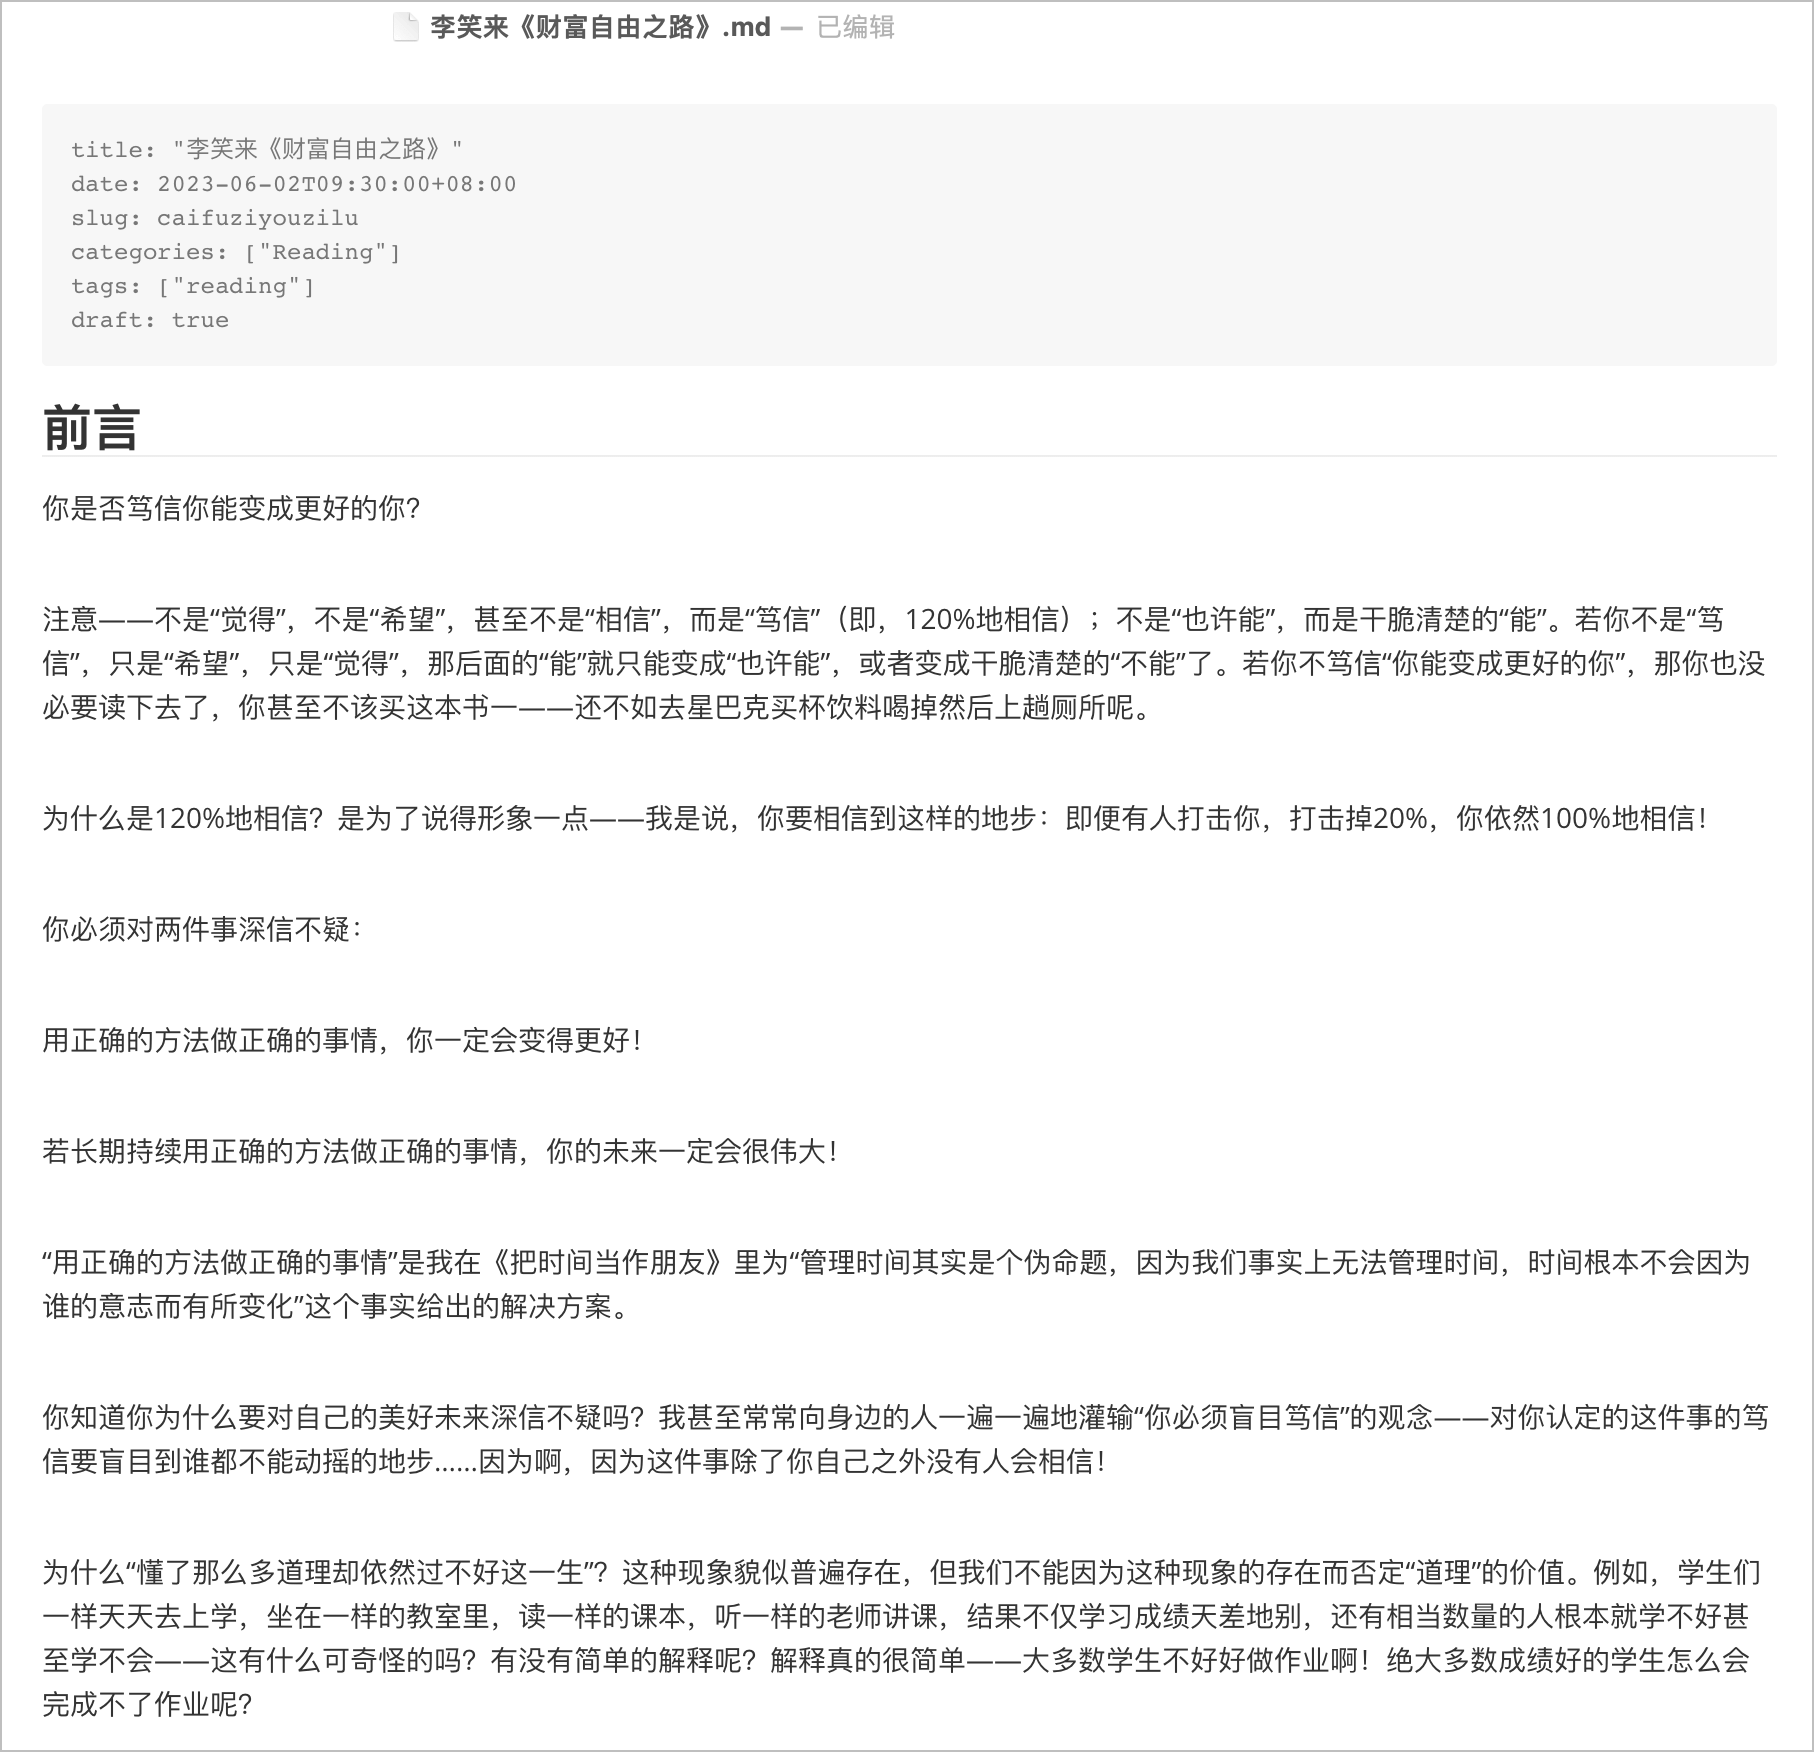 李笑来《财富自由之路》.md — 已编辑
title: "李笑来《财富自由之路》"
date: 2023-06-02T09:30:00+08:00
slug: caifuziyouzilu
categories: ["Reading"]
tags: ["reading"]
draft: true
前言
你是否笃信你能变成更好的你？
注意——不是“觉得”，不是“希望”，甚至不是“相信”，而是“笃信”（即，120%地相信）；不是“也许能”，而是干脆清楚的“能”。若你不是“笃
信”，只是“希望”，只是“觉得”，那后面的“能”就只能变成“也许能”，或者变成干脆清楚的“不能”了。若你不笃信“你能变成更好的你”，那你也没
必要读下去了，你甚至不该买这本书一——还不如去星巴克买杯饮料喝掉然后上趟厕所呢。
为什么是120%地相信？是为了说得形象一点——我是说，你要相信到这样的地步：即便有人打击你，打击掉20%，你依然100%地相信！
你必须对两件事深信不疑：
用正确的方法做正确的事情，你一定会变得更好！
若长期持续用正确的方法做正确的事情，你的未来一定会很伟大！
“用正确的方法做正确的事情”是我在《把时间当作朋友》里为“管理时间其实是个伪命题，因为我们事实上无法管理时间，时间根本不会因为
谁的意志而有所变化”这个事实给出的解决方案。
你知道你为什么要对自己的美好未来深信不疑吗？我甚至常常向身边的人一遍一遍地灌输“你必须盲目笃信”的观念——对你认定的这件事的笃
信要盲目到谁都不能动摇的地步……因为啊，因为这件事除了你自己之外没有人会相信！
为什么“懂了那么多道理却依然过不好这一生”？这种现象貌似普遍存在，但我们不能因为这种现象的存在而否定“道理”的价值。例如，学生们
一样天天去上学，坐在一样的教室里，读一样的课本，听一样的老师讲课，结果不仅学习成绩天差地别，还有相当数量的人根本就学不好甚
至学不会——这有什么可奇怪的吗？有没有简单的解释呢？解释真的很简单——大多数学生不好好做作业啊！绝大多数成绩好的学生怎么会
完成不了作业呢？